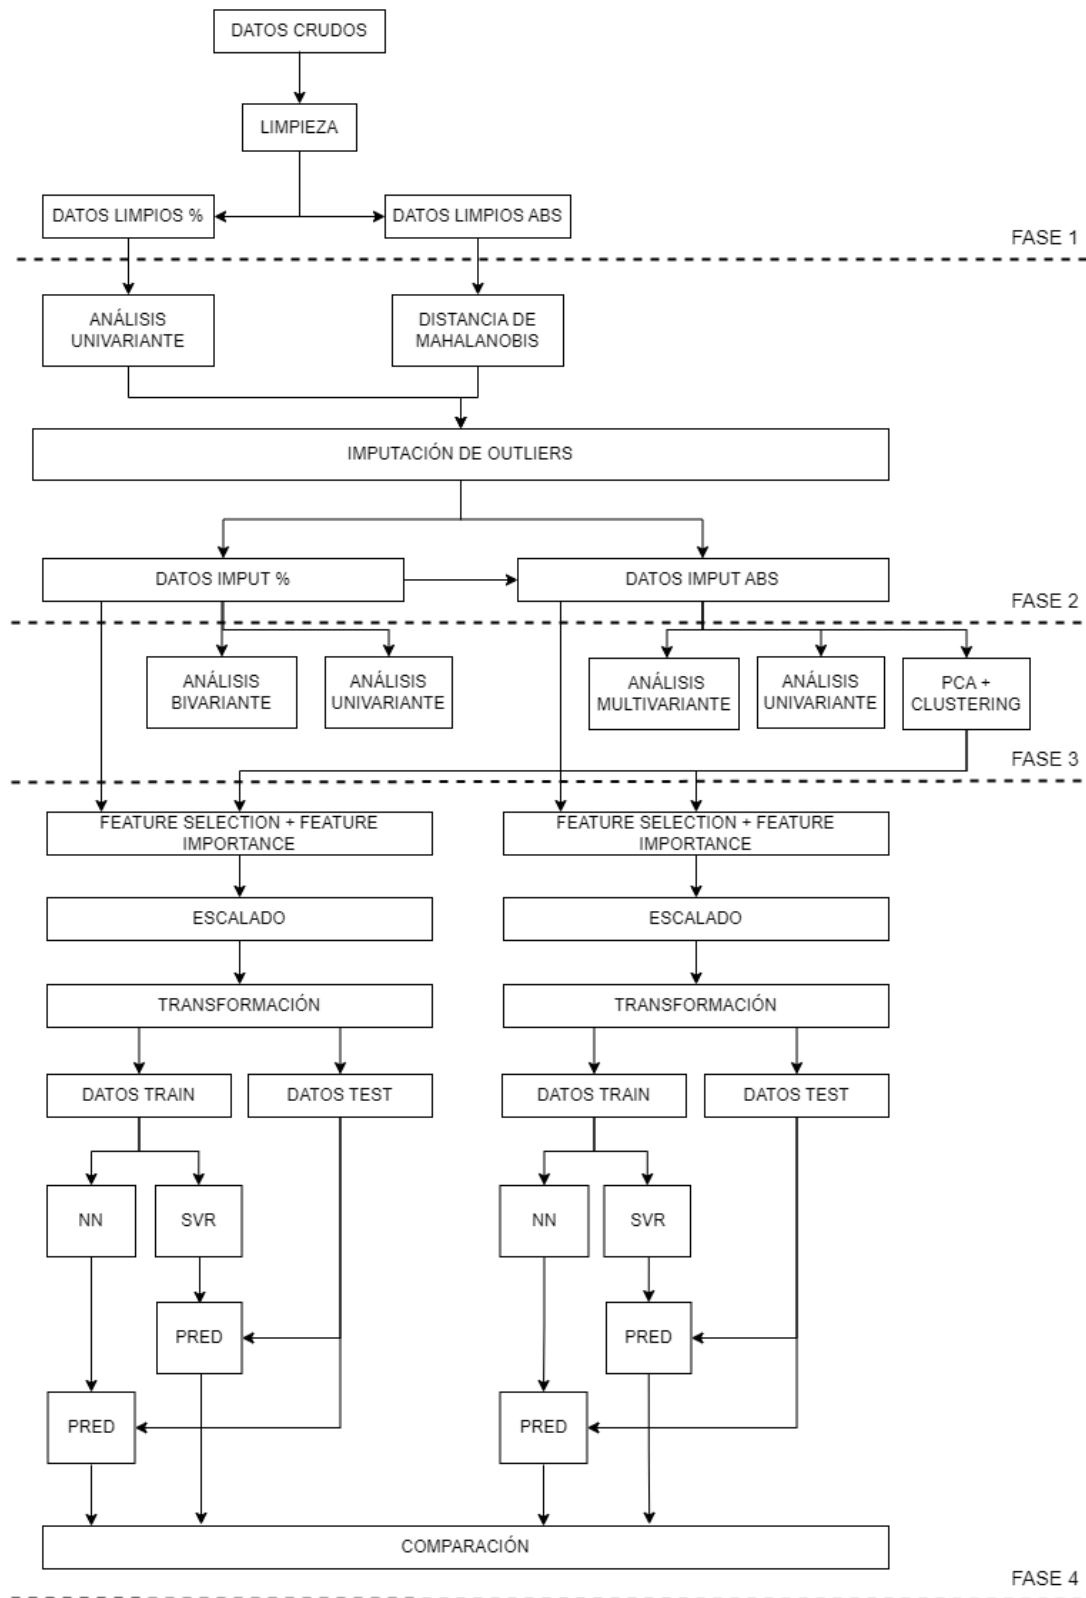 DATOS CRUDOS
LIMPIEZA
DATOS LIMPIOS %
DATOS LIMPIOS ABS
FASE 1
ANÁLISIS
UNIVARIANTE
DISTANCIA DE
MAHALANOBIS
IMPUTACIÓN DE OUTLIERS
DATOS IMPUT %
DATOS IMPUT ABS
FASE 2
ANÁLISIS
BIVARIANTE
ANÁLISIS
UNIVARIANTE
ANÁLISIS
MULTIVARIANTE
ANÁLISIS
UNIVARIANTE
PCA +
CLUSTERING
FASE 3
FEATURE SELECTION + FEATURE
IMPORTANCE
FEATURE SELECTION + FEATURE
IMPORTANCE
ESCALADO
ESCALADO
TRANSFORMACIÓN
TRANSFORMACIÓN
DATOS TRAIN
DATOS TEST
DATOS TRAIN
DATOS TEST
NN
SVR
NN
SVR
PRED
PRED
PRED
PRED
COMPARACIÓN
FASE 4